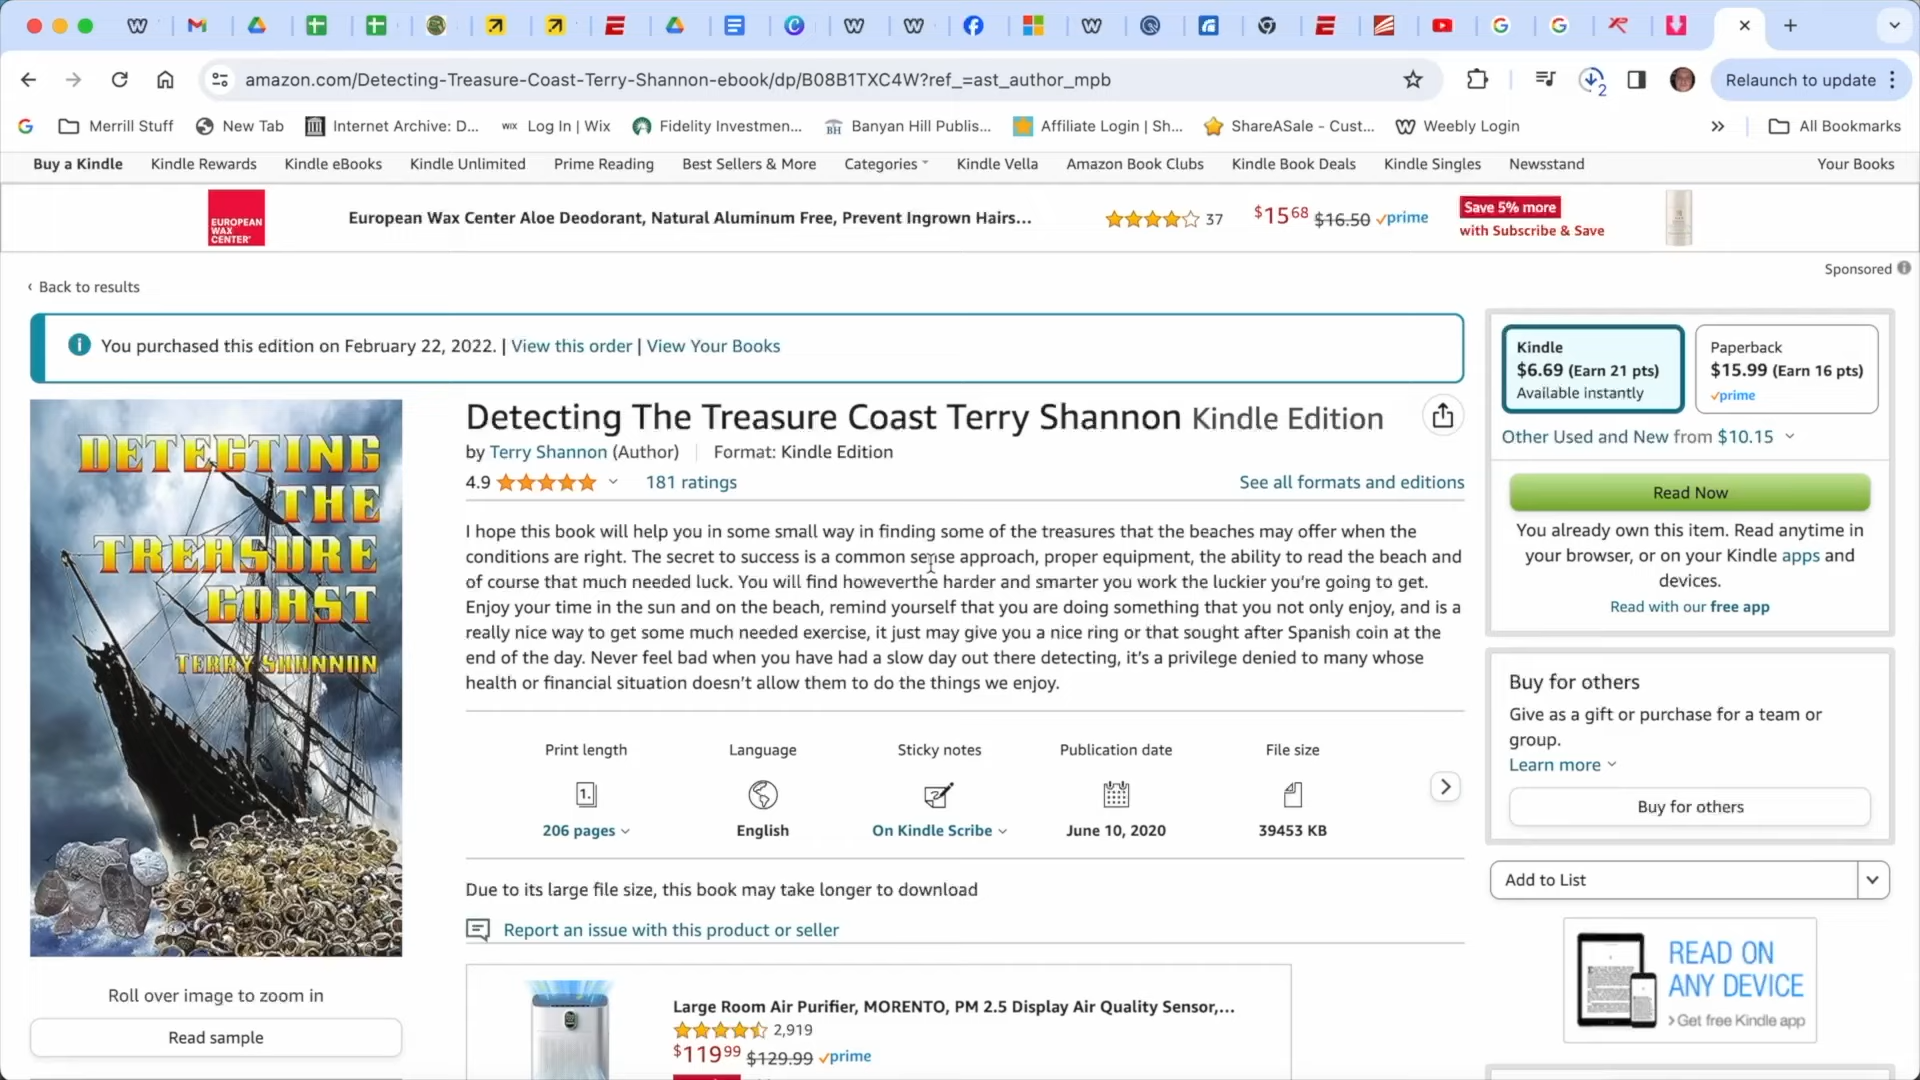 amazon.com/Detecting-Treasure-Coast-Terry-Shannon-ebook/dp/B08B1TXC4W?ref_=ast_author_mpb
2
Relaunch to update
Merrill Stuff
New Tab
Internet Archive: D...
WIX Log In | Wix
Fidelity Investmen...
BH Banyan Hill Publis...
Affiliate Login | Sh...
ShareASale - Cust...
Weebly Login
»
All Bookmarks
Buy a Kindle
Kindle Rewards
Kindle eBooks
Kindle Unlimited
Prime Reading
Best Sellers & More
Categories
Kindle Vella
Amazon Book Clubs
Kindle Book Deals
Kindle Singles
Newsstand
Your Books
EUROPEAN
WAX
CENTER
European Wax Center Aloe Deodorant, Natural Aluminum Free, Prevent Ingrown Hairs...
37
$1568 $16.50 prime
Save 5% more
with Subscribe & Save
Sponsored
‹ Back to results
You purchased this edition on February 22, 2022. | View this order | View Your Books
DETECTING
THE
TREASURE
COAST
TERRY SHANNON
Roll over image to zoom in
Read sample
Detecting The Treasure Coast Terry Shannon Kindle Edition
by Terry Shannon (Author) | Format: Kindle Edition
4.9
181 ratings
See all formats and editions
I hope this book will help you in some small way in finding some of the treasures that the beaches may offer when the
conditions are right. The secret to success is a common sense approach, proper equipment, the ability to read the beach and
of course that much needed luck. You will find howeverthe harder and smarter you work the luckier you’re going to get.
Enjoy your time in the sun and on the beach, remind yourself that you are doing something that you not only enjoy, and is a
really nice way to get some much needed exercise, it just may give you a nice ring or that sought after Spanish coin at the
end of the day. Never feel bad when you have had a slow day out there detecting, it’s a privilege denied to many whose
health or financial situation doesn’t allow them to do the things we enjoy.
Print length
1.
206 pages
Language
English
Sticky notes
On Kindle Scribe
Publication date
June 10, 2020
File size
39453 KB
Due to its large file size, this book may take longer to download
Report an issue with this product or seller
Large Room Air Purifier, MORENTO, PM 2.5 Display Air Quality Sensor,...
2,919
$11999 $129.99 prime
Kindle
$6.69 (Earn 21 pts)
Available instantly
Paperback
$15.99 (Earn 16 pts)
prime
Other Used and New from $10.15
Read Now
You already own this item. Read anytime in
your browser, or on your Kindle apps and
devices.
Read with our free app
Buy for others
Give as a gift or purchase for a team or
group.
Learn more
Buy for others
Add to List
READ ON
ANY DEVICE
>Get free Kindle app